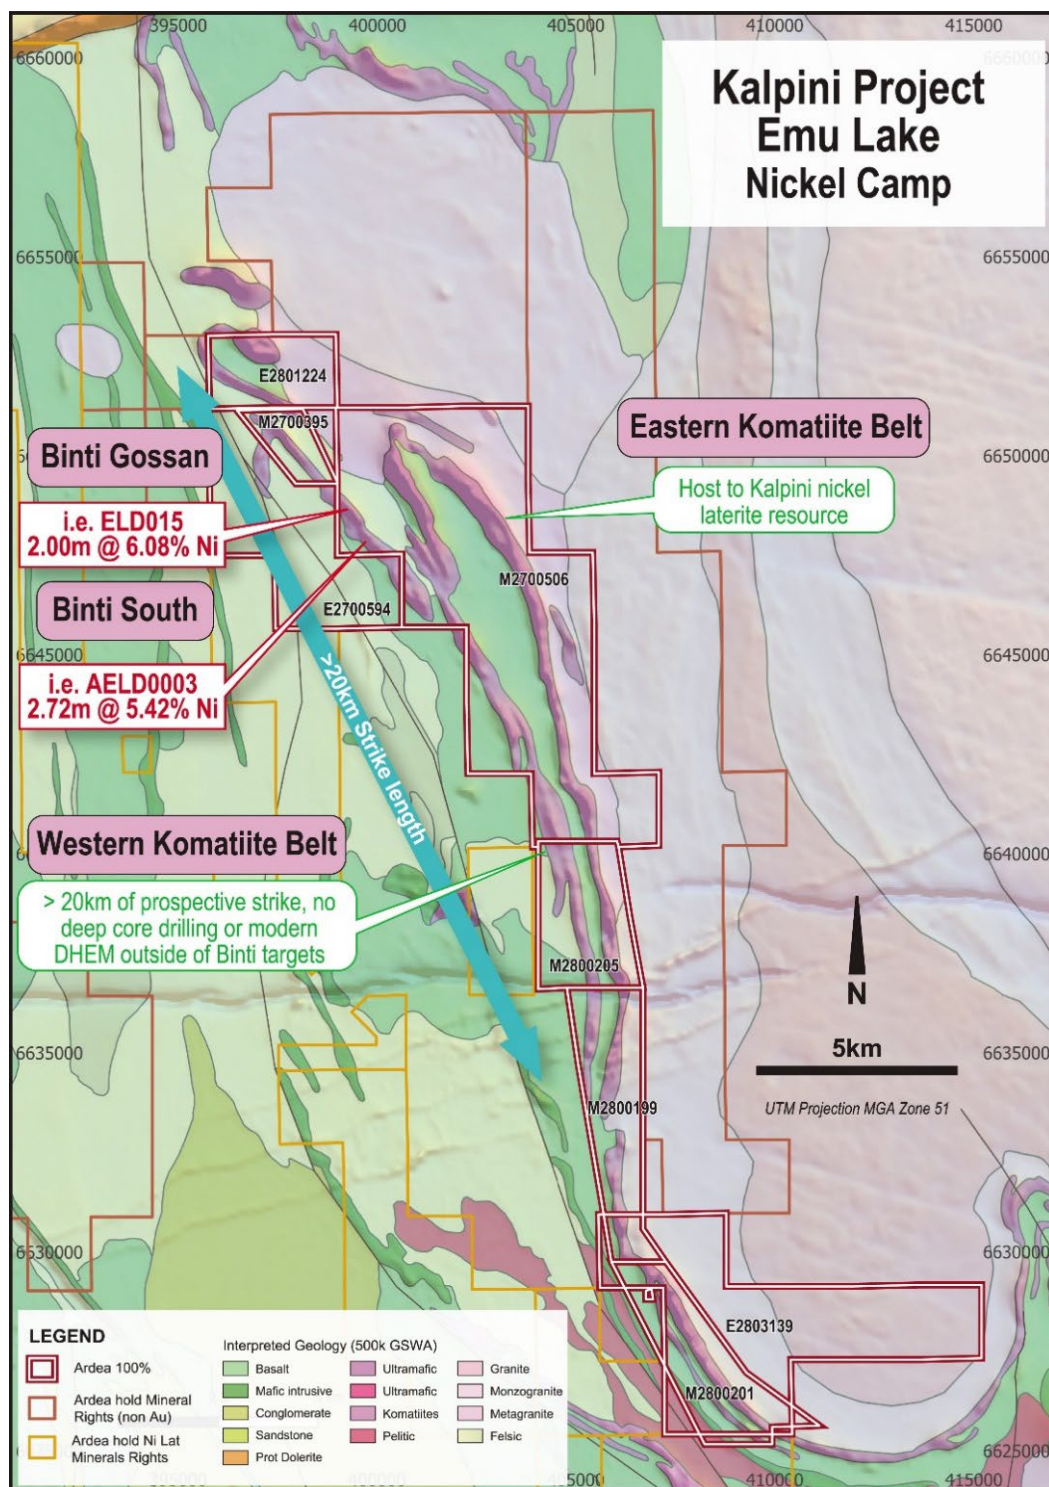 395000
400000
405000
410000
415000
6660000
6660000
Kalpini Project
Emu Lake
Nickel Camp
6655000
6655000
E2801224
M2700395
Eastern Komatiite Belt
Binti Gossan
6650000
Host to Kalpini nickel
laterite resource
i.e. ELD015
2.00m @ 6.08% Ni
M2700506
Binti South
E2700594
6645000
6645000
>20km Strike length
i.e. AELD0003
2.72m @ 5.42% Ni
Western Komatiite Belt
6640000
> 20km of prospective strike, no
deep core drilling or modern
DHEM outside of Binti targets
M2800205
N
6635000
5km
6635000
M2800199
UTM Projection MGA Zone 51
6630000
6630000
E2803139
M2800201
LEGEND
Ardea 100%
Ardea hold Mineral
Rights (non Au)
Ardea hold Ni Lat
Minerals Rights
Interpreted Geology (500k GSWA)
Basalt
Mafic intrusive
Conglomerate
Sandstone
Prot Dolerite
Ultramafic
Ultramafic
Komatiites
Pelitic
Granite
Monzogranite
Metagranite
Felsic
6625000
395000
400000
405000
410000
415000